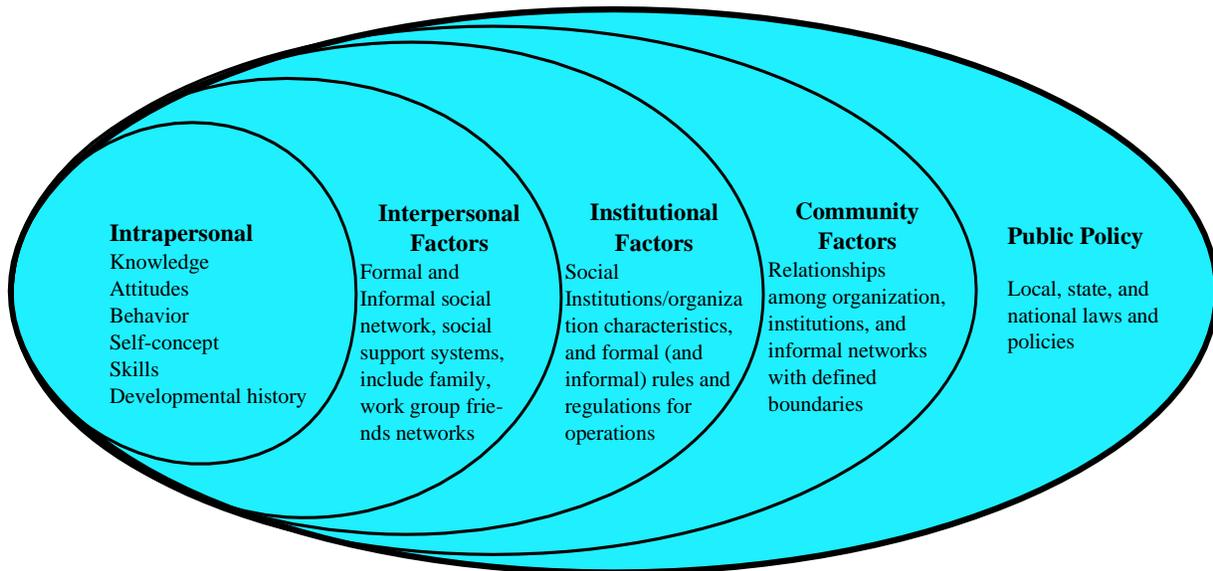 Intrapersonal
Knowledge
Attitudes
Behavior
Self-concept
Skills
Developmental history
Interpersonal
Factors
Formal and
Informal social
network, social
support systems,
include family,
work group frie-
nds networks
Institutional
Factors
Social
Institutions/organiza
tion characteristics,
and formal (and
informal) rules and
regulations for
operations
Community
Factors
Relationships
among organization,
institutions, and
informal networks
with defined
boundaries
Public Policy
Local, state, and
national laws and
policies